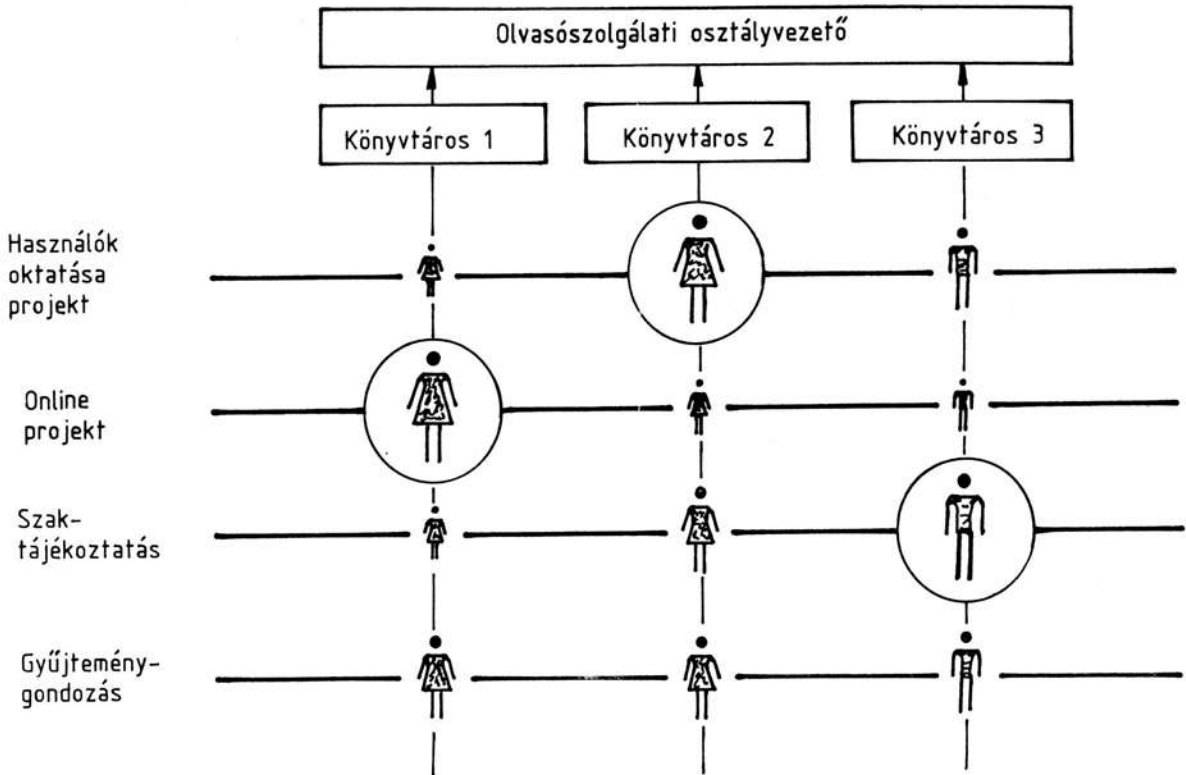 Olvasószolgálati osztályvezető
Könyvtáros 1
Könyvtáros 2
Könyvtáros 3
Használók
oktatása
projekt
Online
projekt
Szak-
tájékoztatás
Gyűjtemény-
gondozás